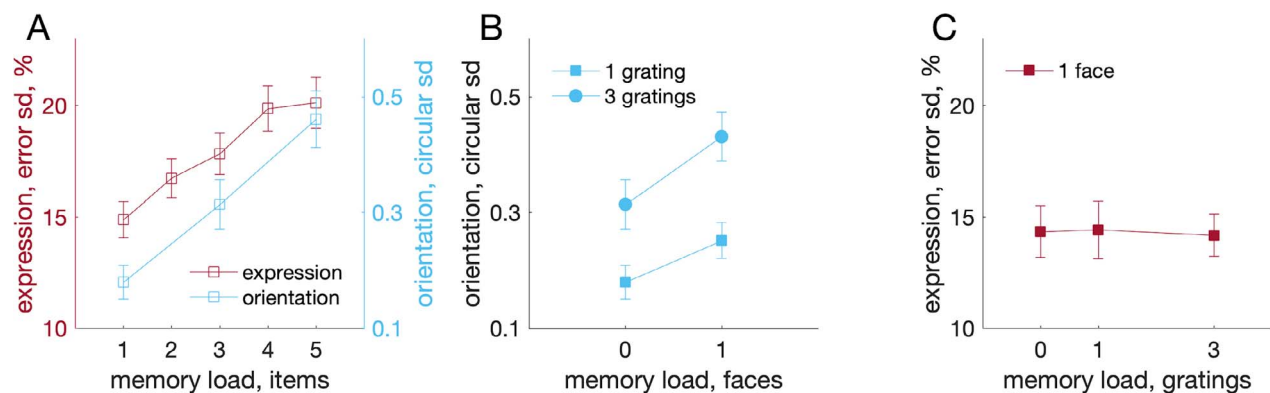 A
expression, error sd, %
20
15
10
1 2 3 4 5
memory load, items
expression
orientation
0.5
0.3
0.1
orientation, circular sd
B
orientation, circular sd
0.5
0.3
0.1
1 grating
3 gratings
0 1
memory load, faces
C
expression, error sd, %
20
15
10
1 face
0 1 3
memory load, gratings